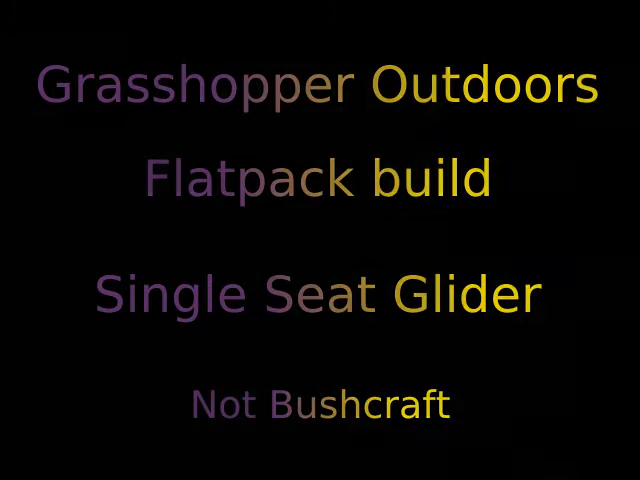 Grasshopper Outdoors
Flatpack build
Single Seat Glider
Not Bushcraft